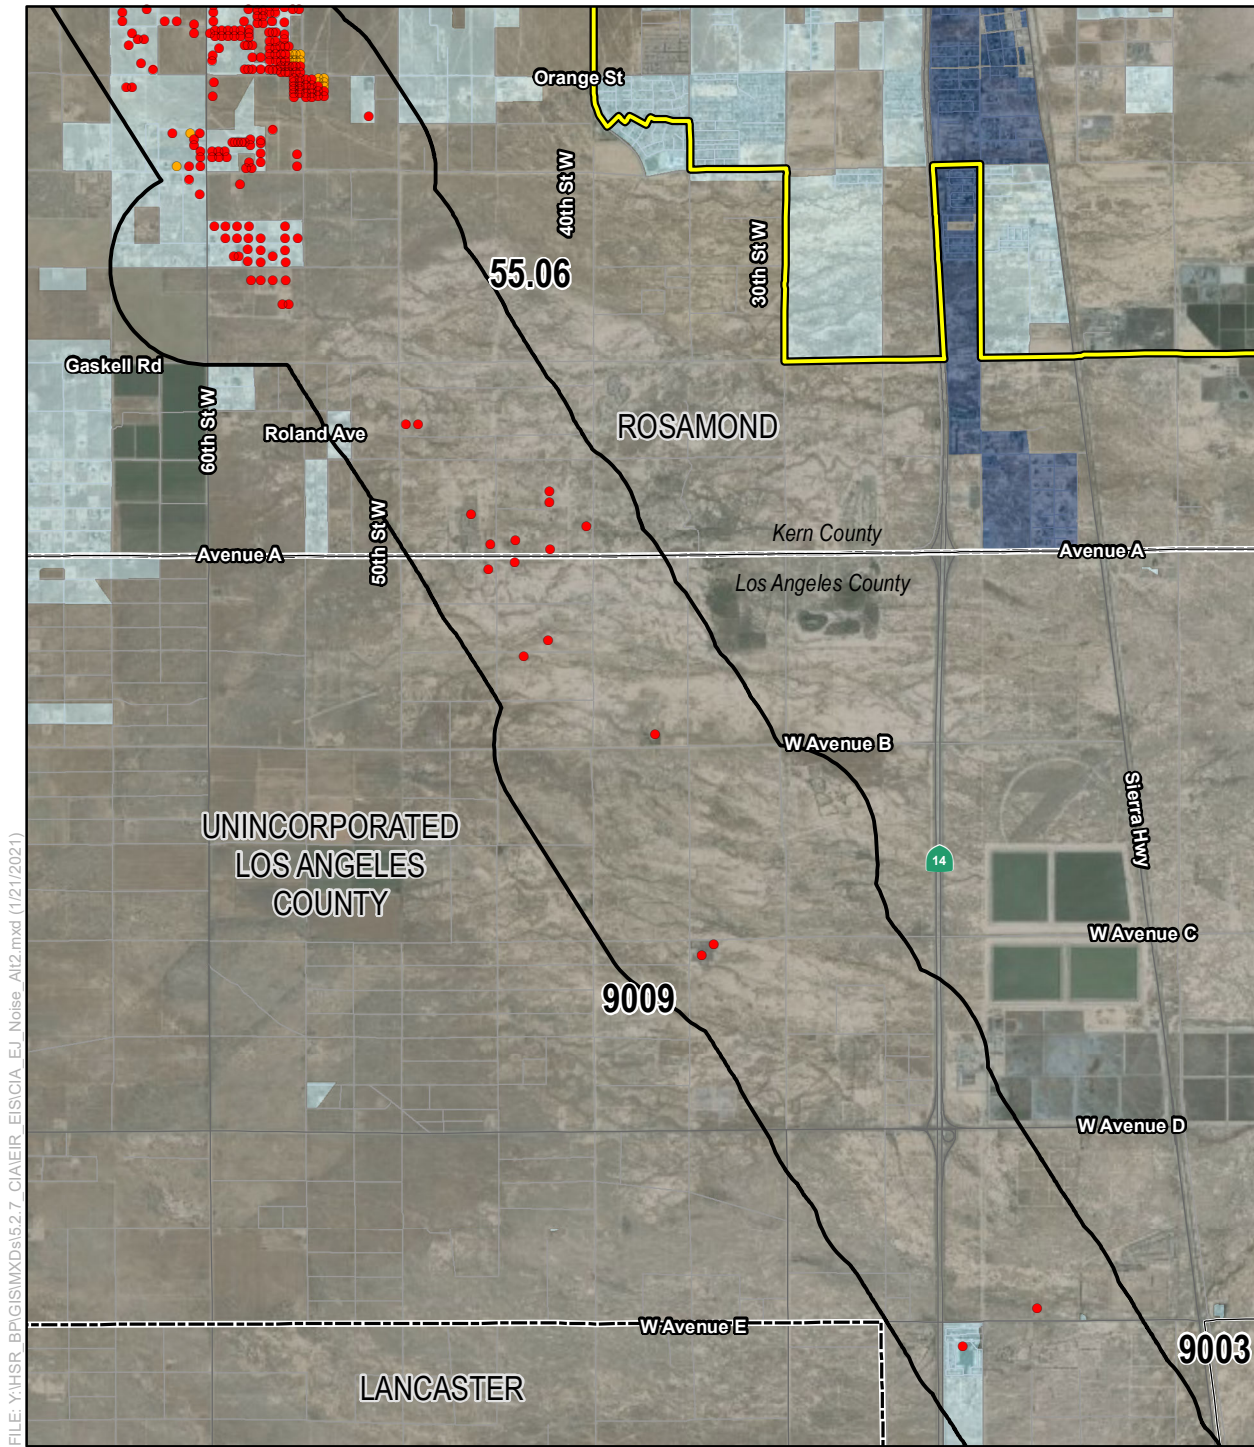 Orange St
40th St W
30th St W
55.06
Gaskell Rd
60th St W
Roland Ave
ROSAMOND
50th St W
Kern County
Avenue A
Avenue A
Los Angeles County
W Avenue B
Sierra Hwy
UNINCORPORATED
LOS ANGELES
COUNTY
14
W Avenue C
9009
W Avenue D
W Avenue E
9003
LANCASTER
FILE: Y:\HSR_BP\GIS\MXDs\5.2.7_CIA\EIR_EIS\CIA_EJ_Noise_Alt2.mxd (1/21/2021)